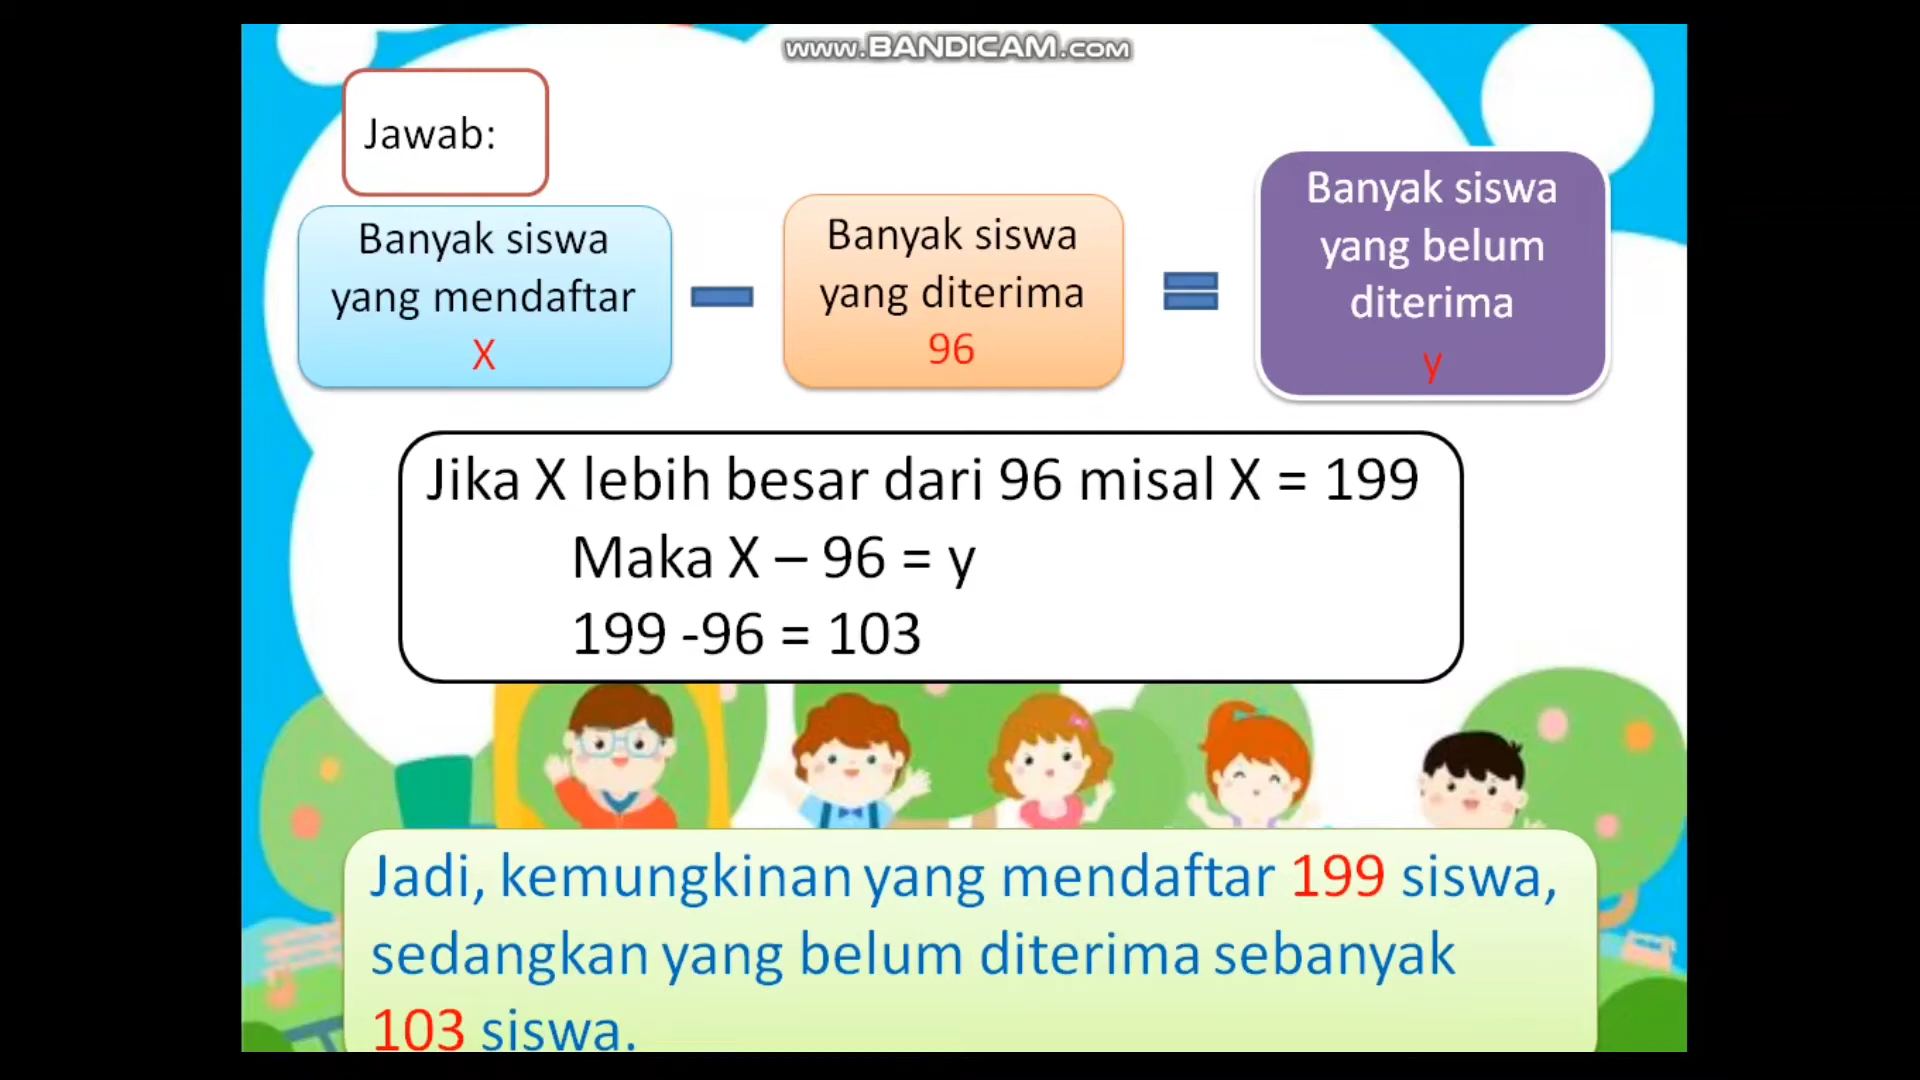 www.BANDICAM.com
Jawab:
Banyak siswa
yang mendaftar
X
Banyak siswa
yang diterima
96
Banyak siswa
yang belum
diterima
y
Jika X lebih besar dari 96 misal X = 199
Maka X – 96 = y
199 -96 = 103
Jadi, kemungkinan yang mendaftar 199 siswa,
sedangkan yang belum diterima sebanyak
103 siswa.